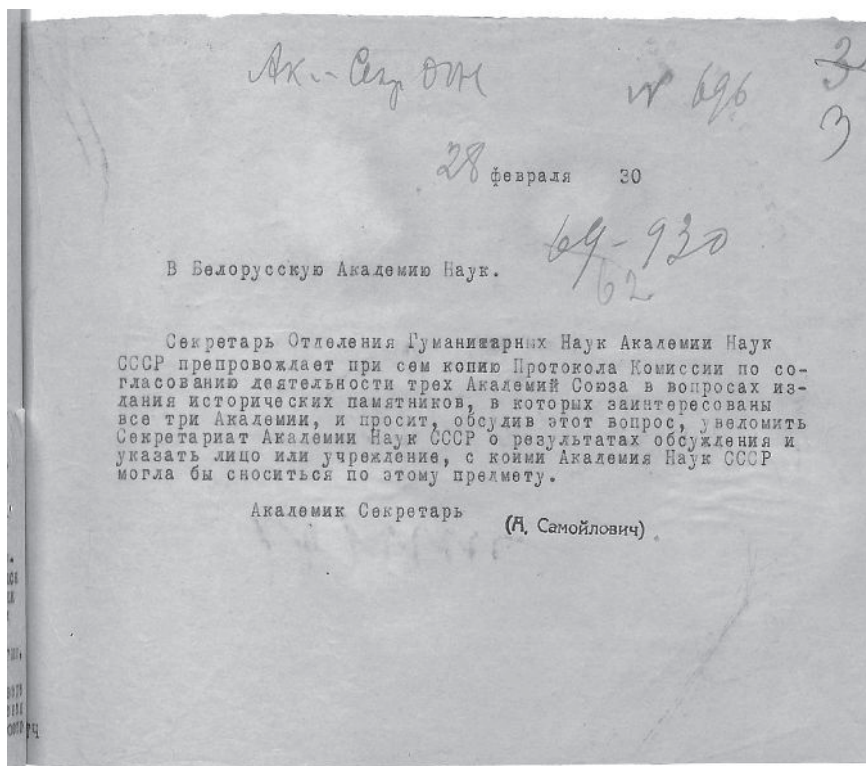 Ак.-Секр ОГН
№ 696
3
3
28 февраля 30
69-930
62
В Белорусскую Академию Наук.
Секретарь Отделения Гуманитарных Наук Академии Наук
СССР препровождает при сем копию Протокола Комиссии по со-
гласованию деятельности трех Академий Союза в вопросах из-
дания исторических памятников, в которых заинтересованы
все три Академии, и просит, обсудив этот вопрос, уведомить
Секретариат Академии Наук СССР о результатах обсуждения и
указать лицо или учреждение, с коими Академия Наук СССР
могла бы сноситься по этому предмету.
Академик Секретарь
(А. Самойлович)